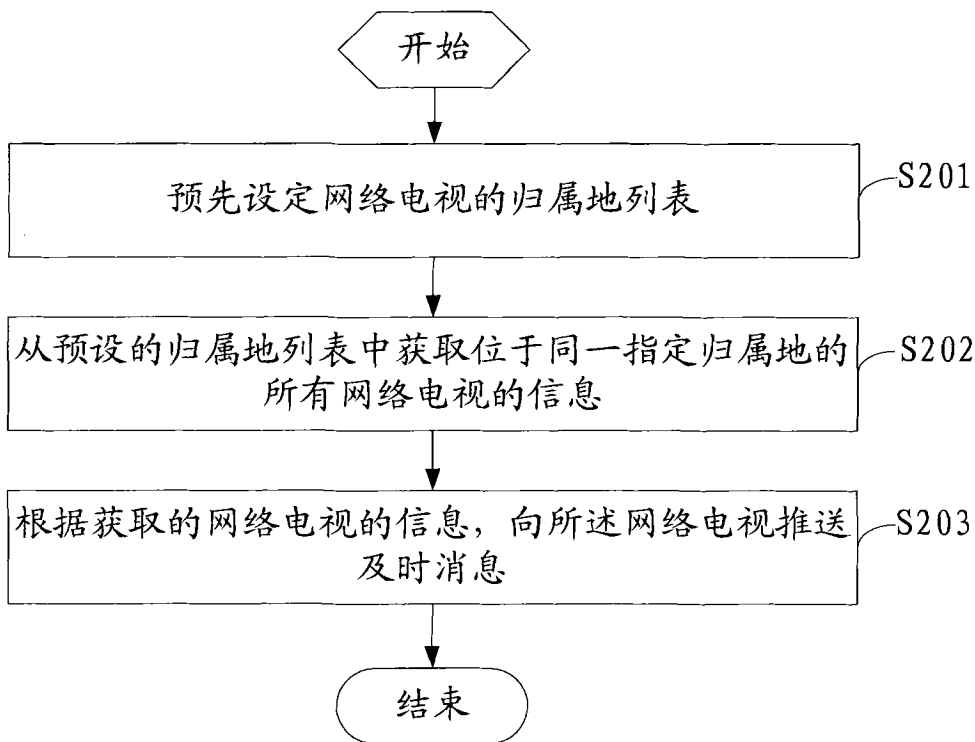 开始
预先设定网络电视的归属地列表
S201
从预设的归属地列表中获取位于同一指定归属地的
所有网络电视的信息
S202
根据获取的网络电视的信息，向所述网络电视推送
及时消息
S203
结束